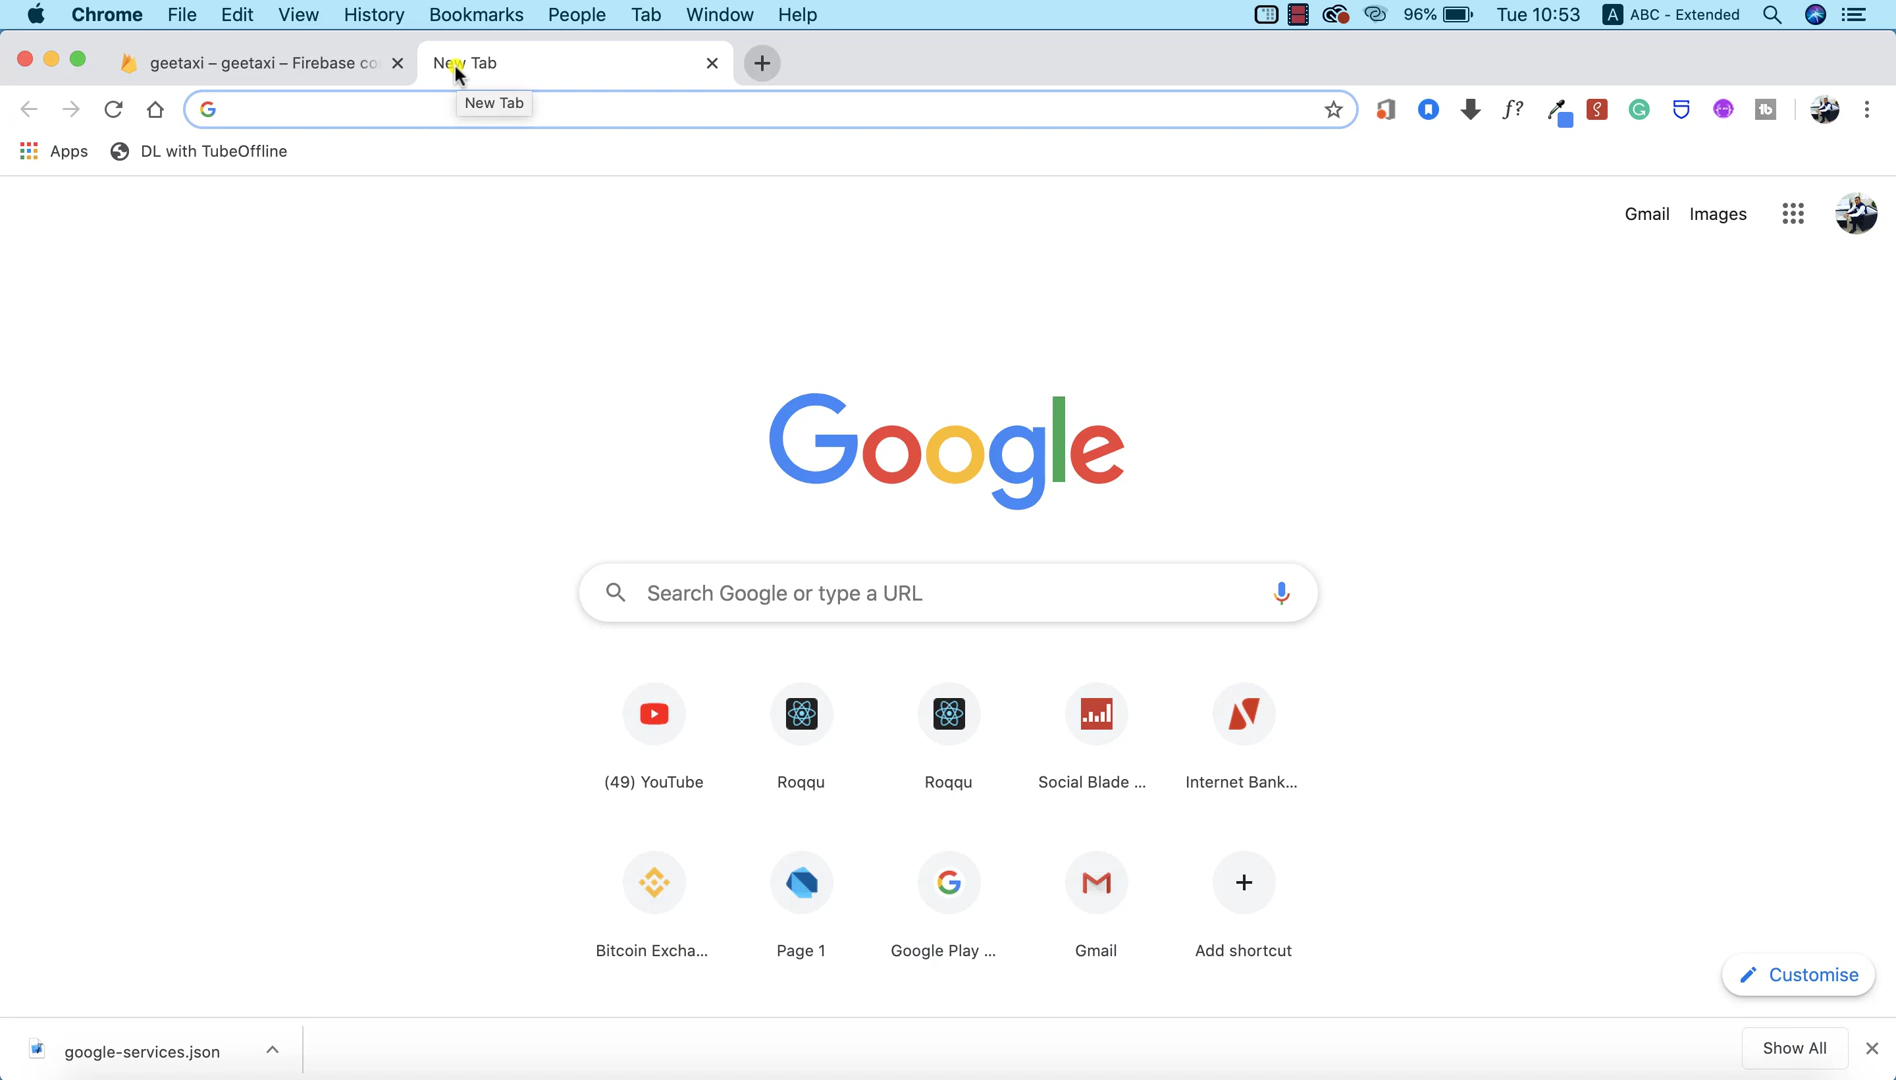 Chrome File Edit View History Bookmarks People Tab Window Help 96% Tue 10:53 A ABC - Extended
geetaxi – geetaxi – Firebase co
New Tab
New Tab
Apps DL with TubeOffline
Gmail Images
Google
Search Google or type a URL
(49) YouTube Roqqu Roqqu Social Blade ... Internet Bank...
Bitcoin Excha... Page 1 Google Play ... Gmail Add shortcut
Customise
google-services.json Show All